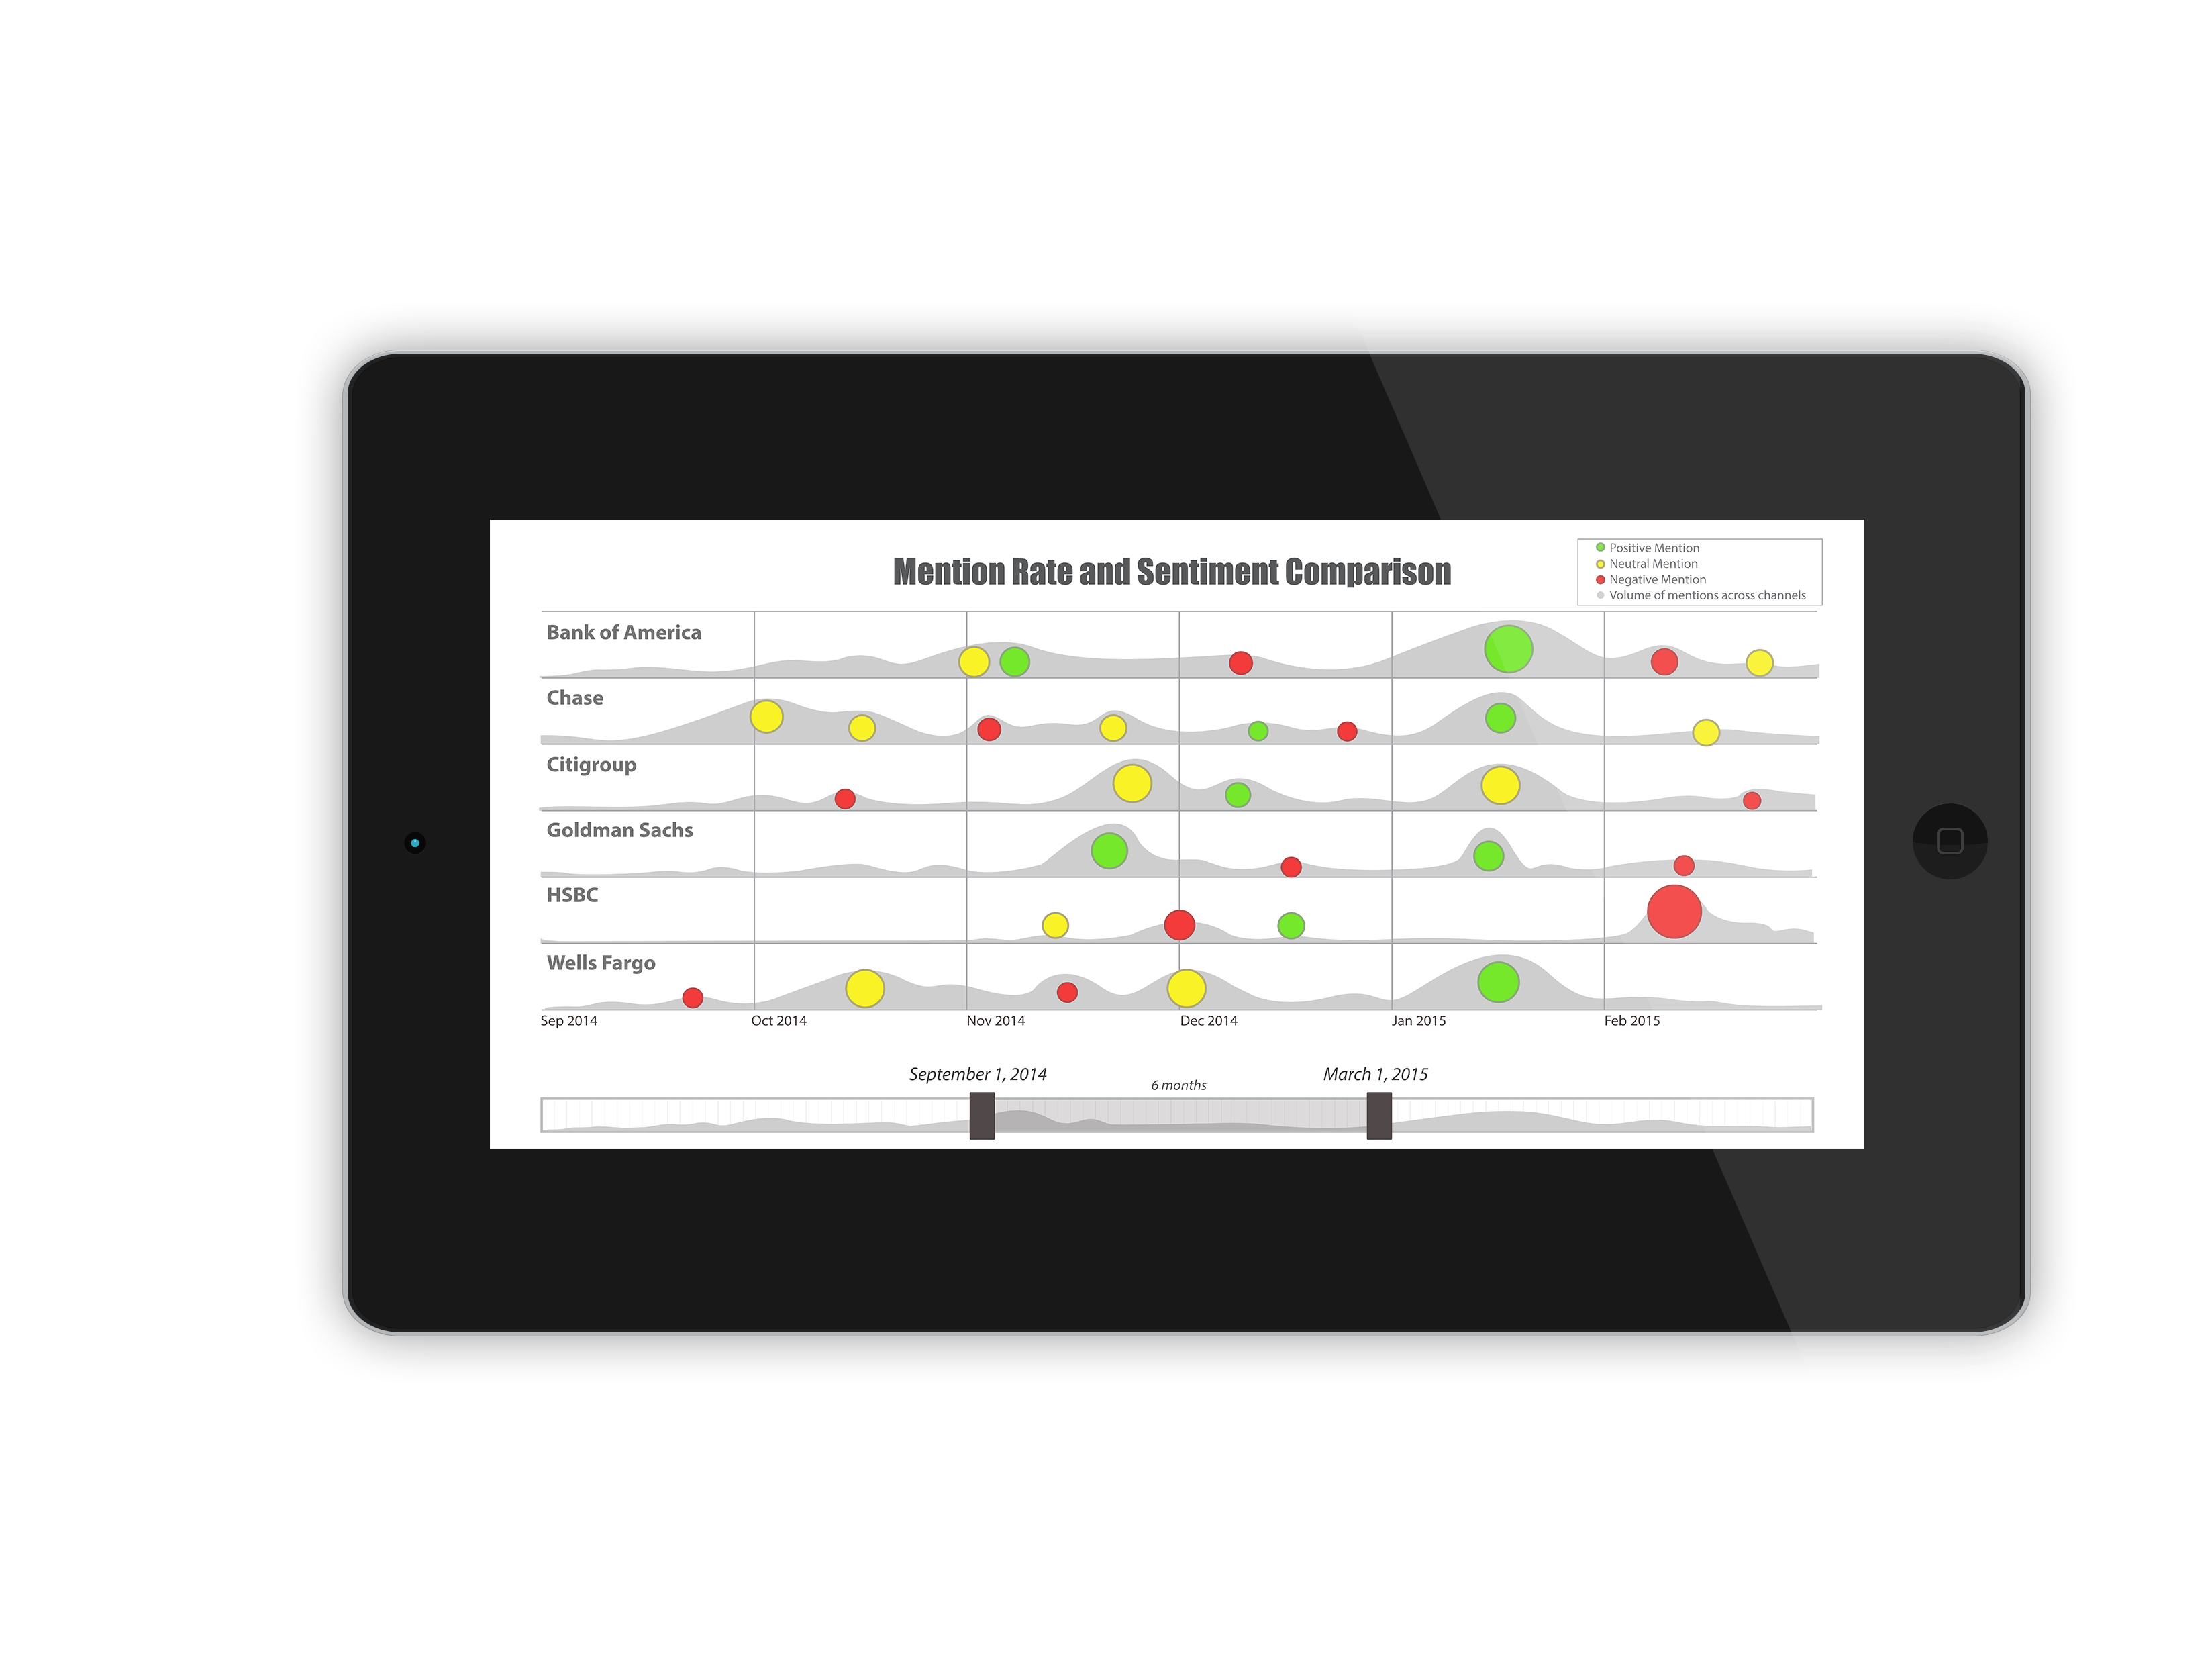 Mention Rate and Sentiment Comparison
Positive Mention
Neutral Mention
Negative Mention
Volume of mentions across channels
Bank of America
Chase
Citigroup
Goldman Sachs
HSBC
Wells Fargo
Sep 2014 Oct 2014 Nov 2014 Dec 2014 Jan 2015 Feb 2015
September 1, 2014 6 months March 1, 2015